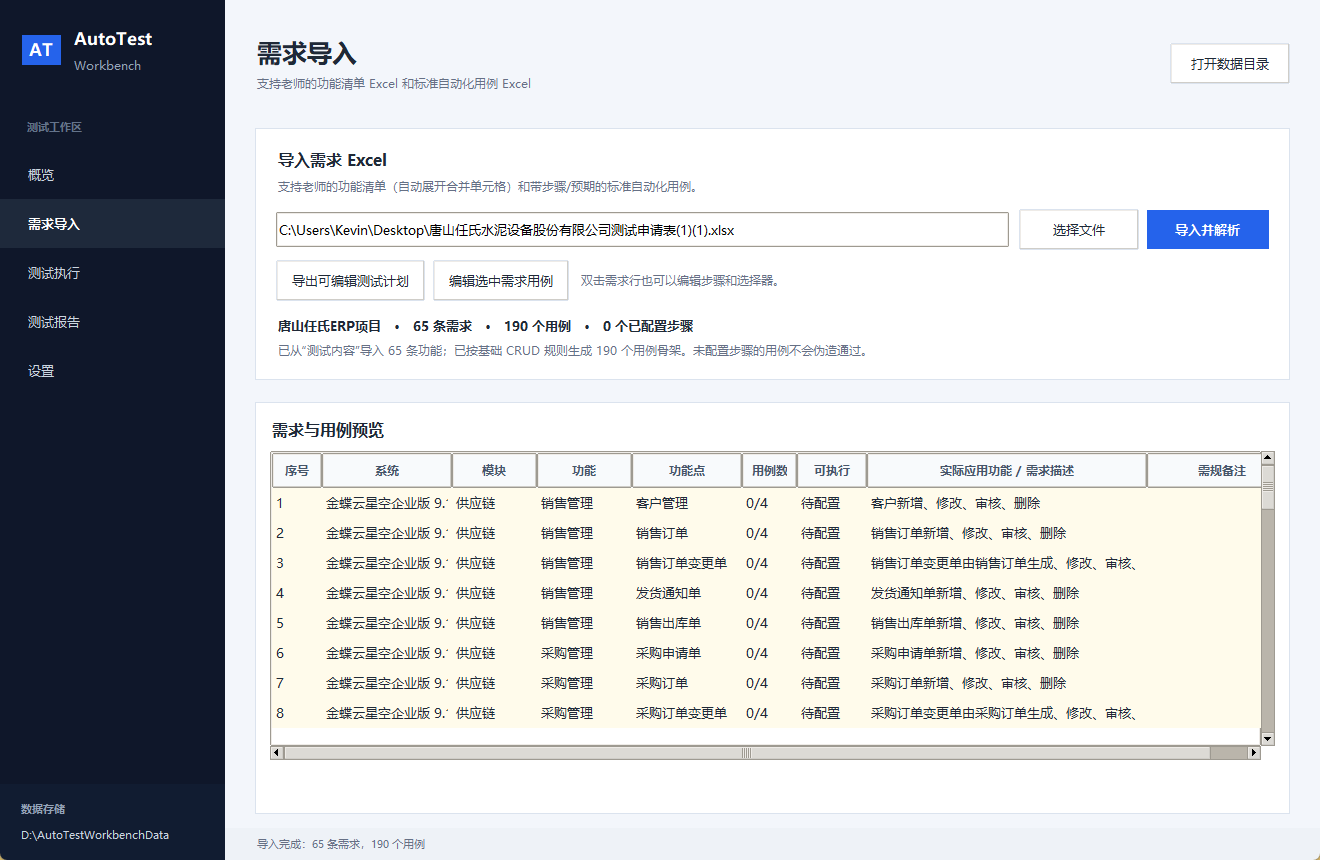 AT
AutoTest
Workbench
测试工作区
概览
需求导入
测试执行
测试报告
设置
数据存储
D:\AutoTestWorkbenchData
需求导入
支持老师的功能清单 Excel 和标准自动化用例 Excel
打开数据目录
导入需求 Excel
支持老师的功能清单（自动展开合并单元格）和带步骤/预期的标准自动化用例。
C:\Users\Kevin\Desktop\唐山任氏水泥设备股份有限公司测试申请表(1)(1).xlsx
选择文件
导入并解析
导出可编辑测试计划
编辑选中需求用例
双击需求行也可以编辑步骤和选择器。
唐山任氏ERP项目 • 65 条需求 • 190 个用例 • 0 个已配置步骤
已从“测试内容”导入 65 条功能；已按基础 CRUD 规则生成 190 个用例骨架。未配置步骤的用例不会伪造通过。
需求与用例预览
序号 系统 模块 功能 功能点 用例数 可执行 实际应用功能 / 需求描述 需规备注
1 金蝶云星空企业版 9. 供应链 销售管理 客户管理 0/4 待配置 客户新增、修改、审核、删除
2 金蝶云星空企业版 9. 供应链 销售管理 销售订单 0/4 待配置 销售订单新增、修改、审核、删除
3 金蝶云星空企业版 9. 供应链 销售管理 销售订单变更单 0/4 待配置 销售订单变更单由销售订单生成、修改、审核、
4 金蝶云星空企业版 9. 供应链 销售管理 发货通知单 0/4 待配置 发货通知单新增、修改、审核、删除
5 金蝶云星空企业版 9. 供应链 销售管理 销售出库单 0/4 待配置 销售出库单新增、修改、审核、删除
6 金蝶云星空企业版 9. 供应链 采购管理 采购申请单 0/4 待配置 采购申请单新增、修改、审核、删除
7 金蝶云星空企业版 9. 供应链 采购管理 采购订单 0/4 待配置 采购订单新增、修改、审核、删除
8 金蝶云星空企业版 9. 供应链 采购管理 采购订单变更单 0/4 待配置 采购订单变更单由采购订单生成、修改、审核、
导入完成：65 条需求，190 个用例